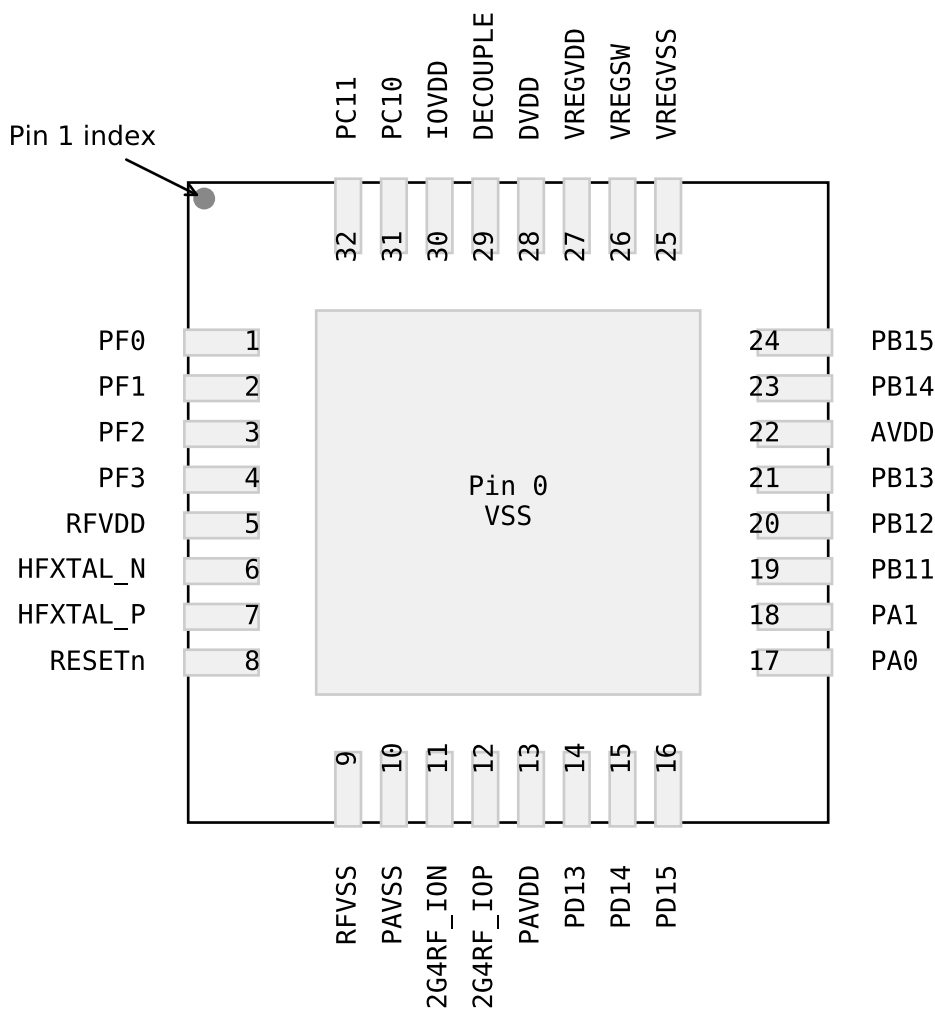 PC11
PC10
IOVDD
DECOUPLE
DVDD
VREGVDD
VREGSW
VREGVSS
Pin 1 index
32
31
30
29
28
27
26
25
PF0 1
PF1 2
PF2 3
PF3 4
RFVDD 5
HFXTAL_N 6
HFXTAL_P 7
RESETn 8
Pin 0
VSS
24 PB15
23 PB14
22 AVDD
21 PB13
20 PB12
19 PB11
18 PA1
17 PA0
9
10
11
12
13
14
15
16
RFVSS
PAVSS
2G4RF_ION
2G4RF_IOP
PAVDD
PD13
PD14
PD15